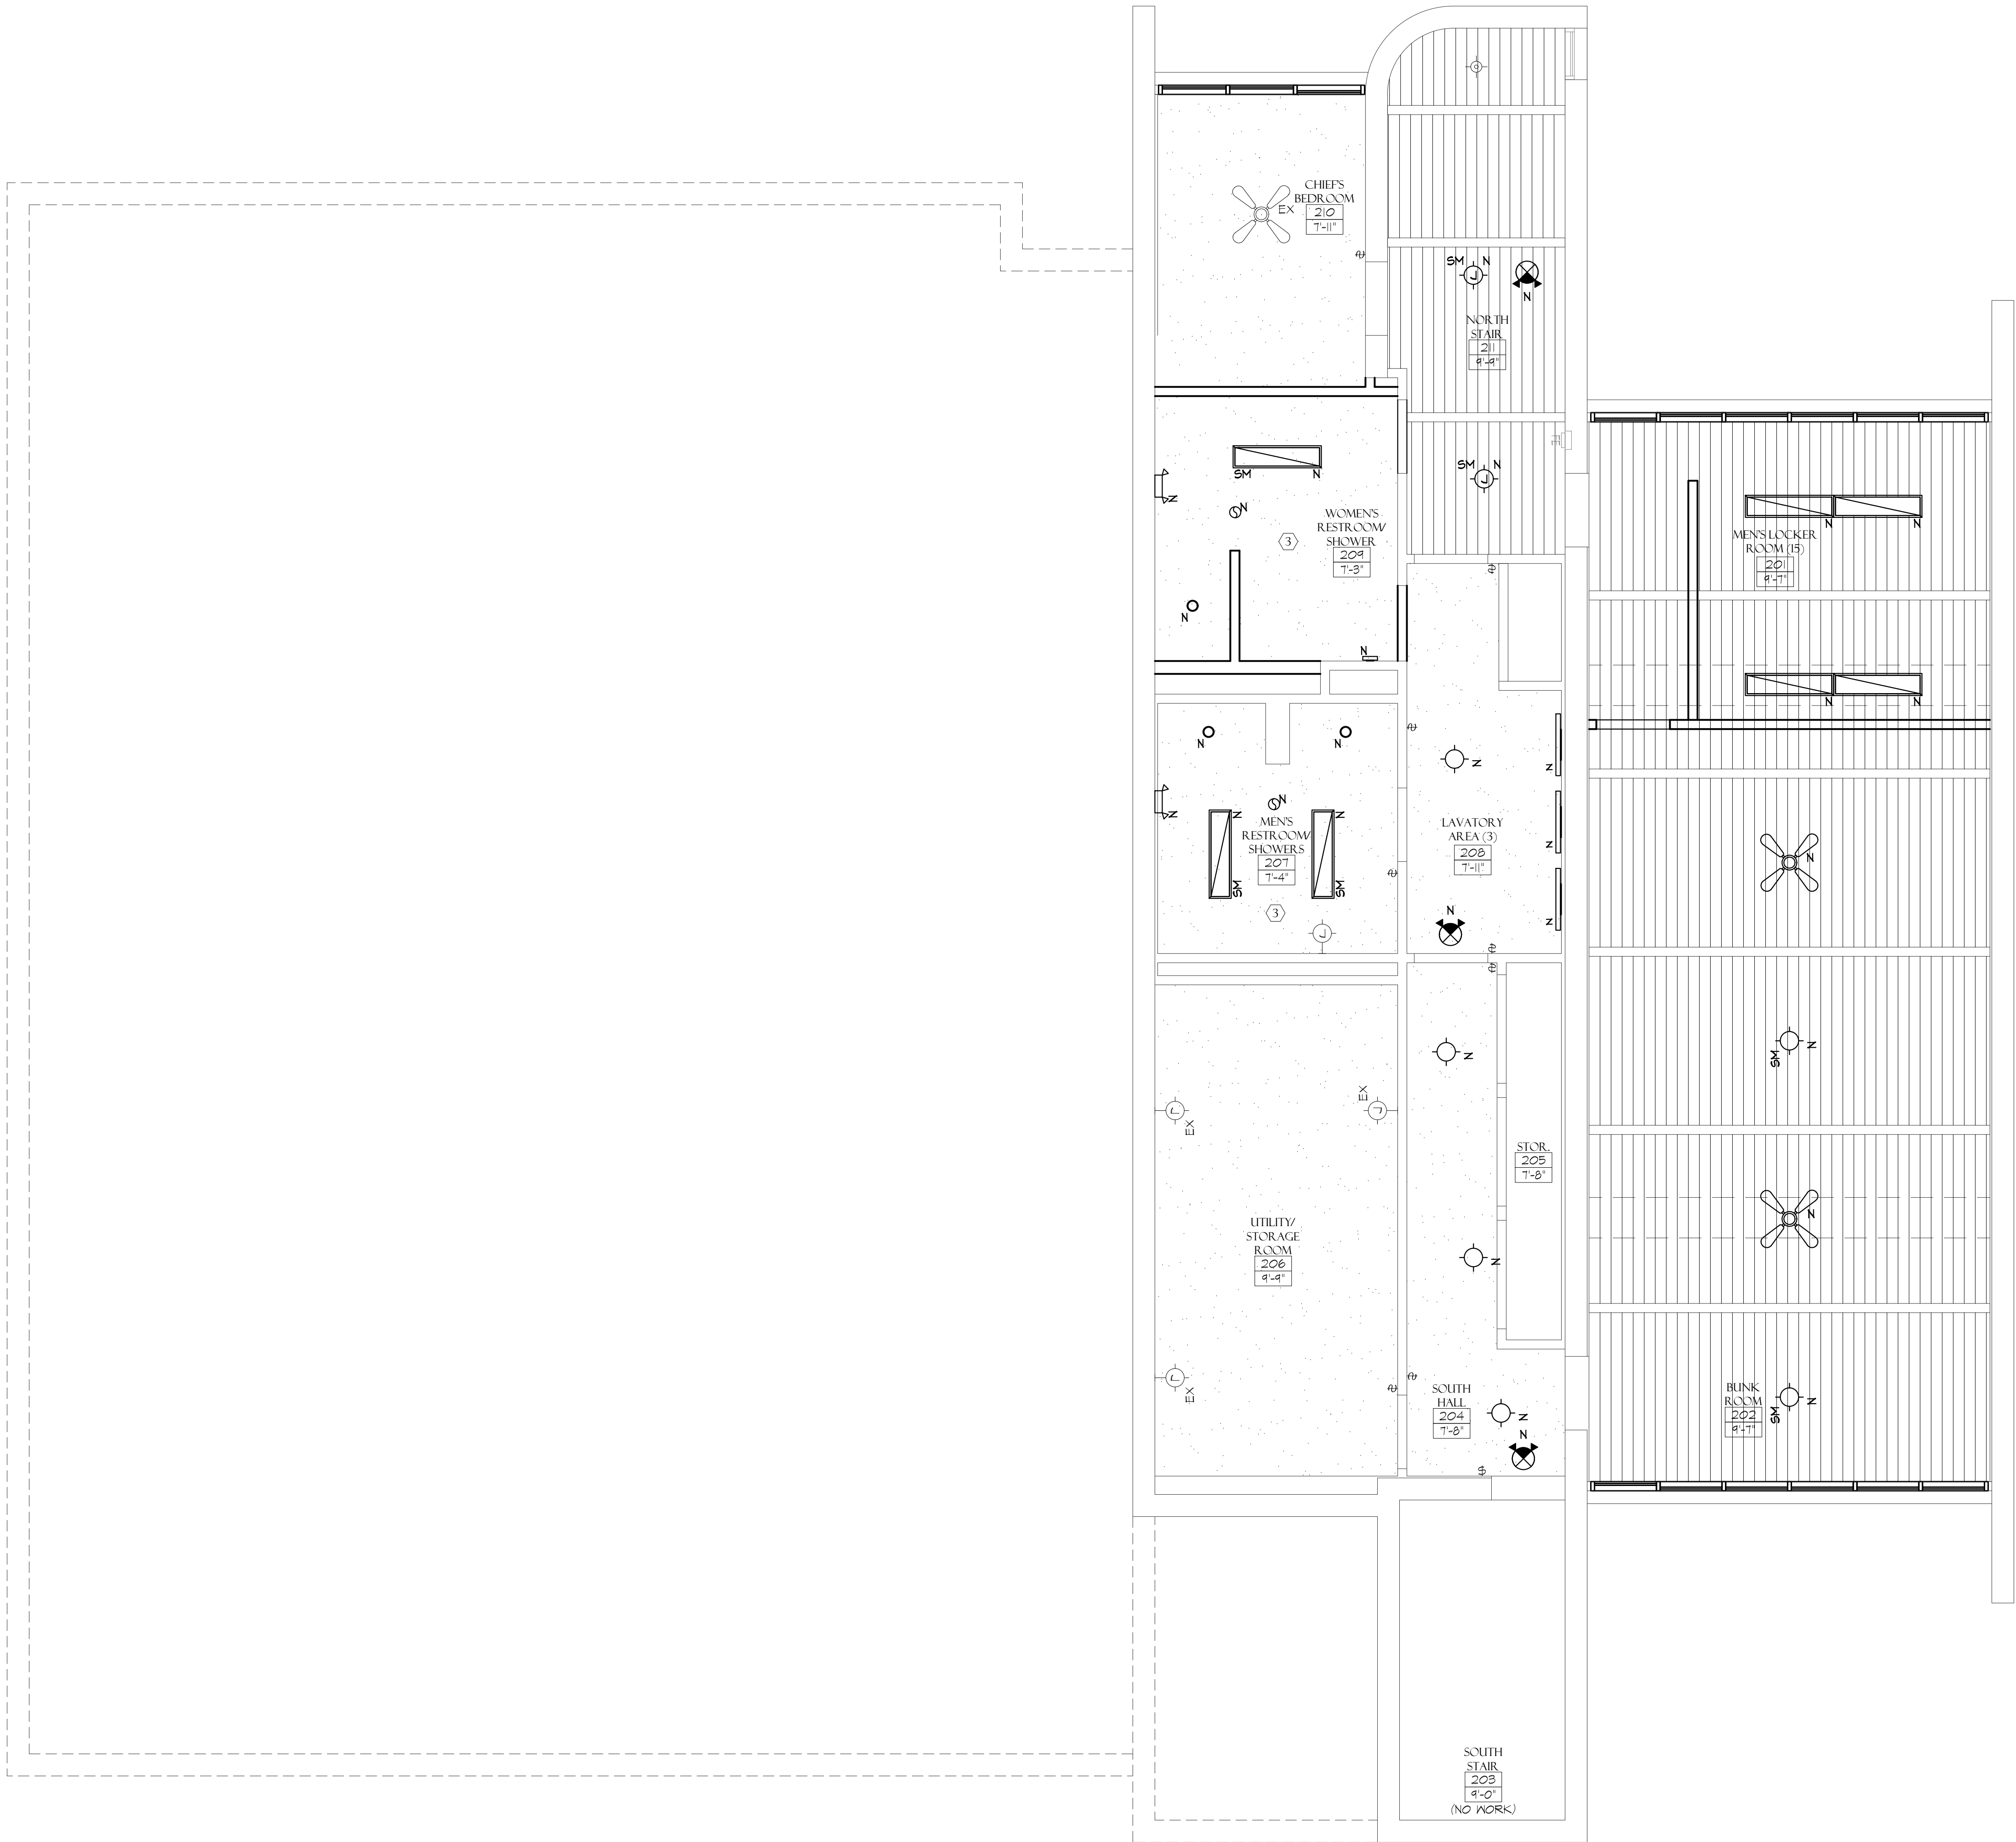 CHIEF'S
BEDROOM
210
7'-11"
EX
SM N
N
NORTH
STAIR
211
9'-9"
SM N
FE
SM N
N
N
WOMEN'S
RESTROOM/
SHOWER
209
7'-3"
3
N
N
N N
MEN'S LOCKER
ROOM (15)
201
9'-7"
N N
N N
N
N
N
MEN'S
RESTROOM/
SHOWERS
207
7'-4"
3
N
SM
N
SM
J
N
N
N
N
LAVATORY
AREA (3)
208
7'-11"
N
N
SM
N
N
SM
N
BUNK
ROOM
202
9'-7"
N
N
STOR.
205
7'-8"
EX
EX
EX
UTILITY/
STORAGE
ROOM
206
9'-9"
SOUTH
HALL
204
7'-8"
N
N
$
SOUTH
STAIR
203
9'-0"
(NO WORK)